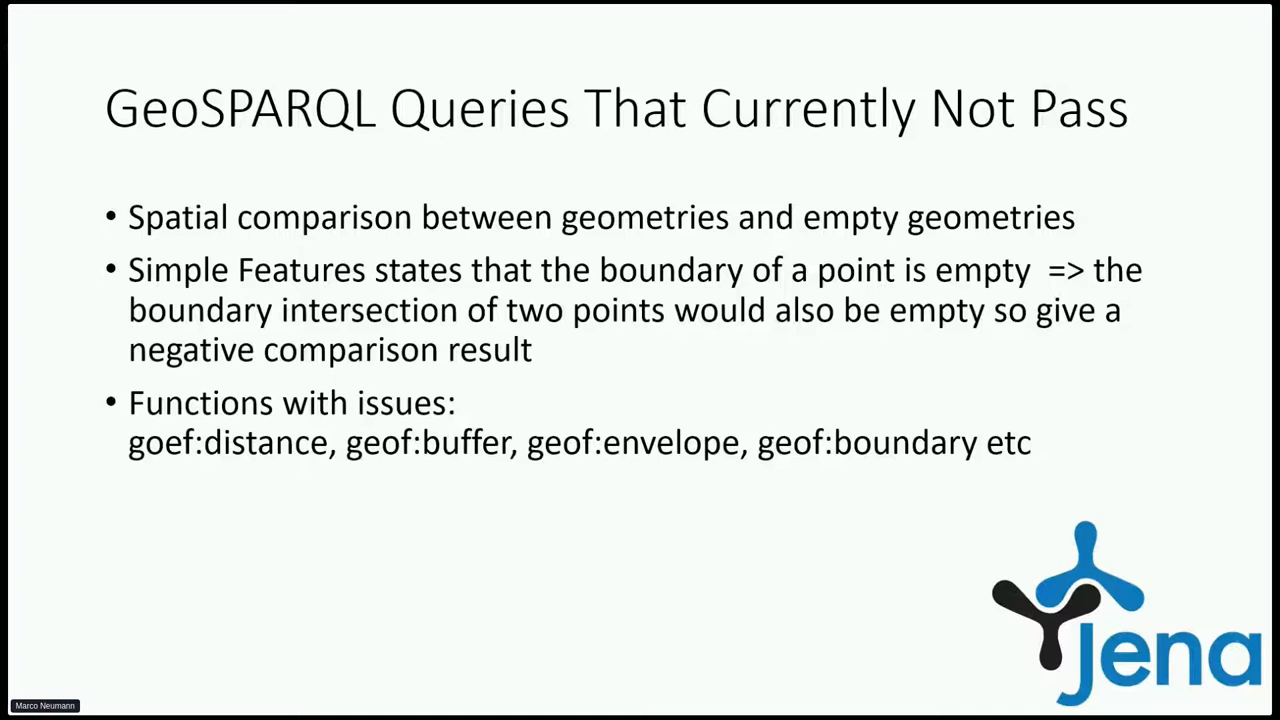 GeoSPARQL Queries That Currently Not Pass
• Spatial comparison between geometries and empty geometries
• Simple Features states that the boundary of a point is empty  => the
boundary intersection of two points would also be empty so give a
negative comparison result
• Functions with issues:
goef:distance, geof:buffer, geof:envelope, geof:boundary etc
Jena
Marco Neumann